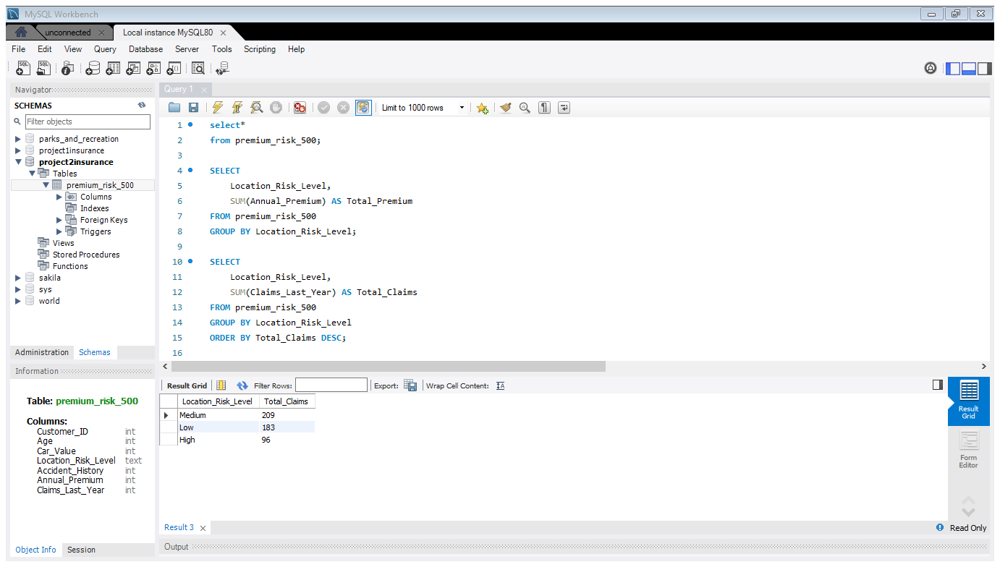 MySQL Workbench
unconnected
Local instance MySQL80
File Edit View Query Database Server Tools Scripting Help
Navigator
SCHEMAS
Filter objects
parks_and_recreation
project1insurance
project2insurance
Tables
premium_risk_500
Columns
Indexes
Foreign Keys
Triggers
Views
Stored Procedures
Functions
sakila
sys
world
Administration Schemas
Information
Table: premium_risk_500
Columns:
Customer_ID int
Age int
Car_Value int
Location_Risk_Level text
Accident_History int
Annual_Premium int
Claims_Last_Year int
Object Info Session
Query 1
Limit to 1000 rows
1 select*
2 from premium_risk_500;
3
4 SELECT
5 Location_Risk_Level,
6 SUM(Annual_Premium) AS Total_Premium
7 FROM premium_risk_500
8 GROUP BY Location_Risk_Level;
9
10 SELECT
11 Location_Risk_Level,
12 SUM(Claims_Last_Year) AS Total_Claims
13 FROM premium_risk_500
14 GROUP BY Location_Risk_Level
15 ORDER BY Total_Claims DESC;
16
Result Grid Filter Rows: Export: Wrap Cell Content:
Location_Risk_Level Total_Claims
Medium 209
Low 183
High 96
Result
Grid
Form
Editor
Result 3
Read Only
Output